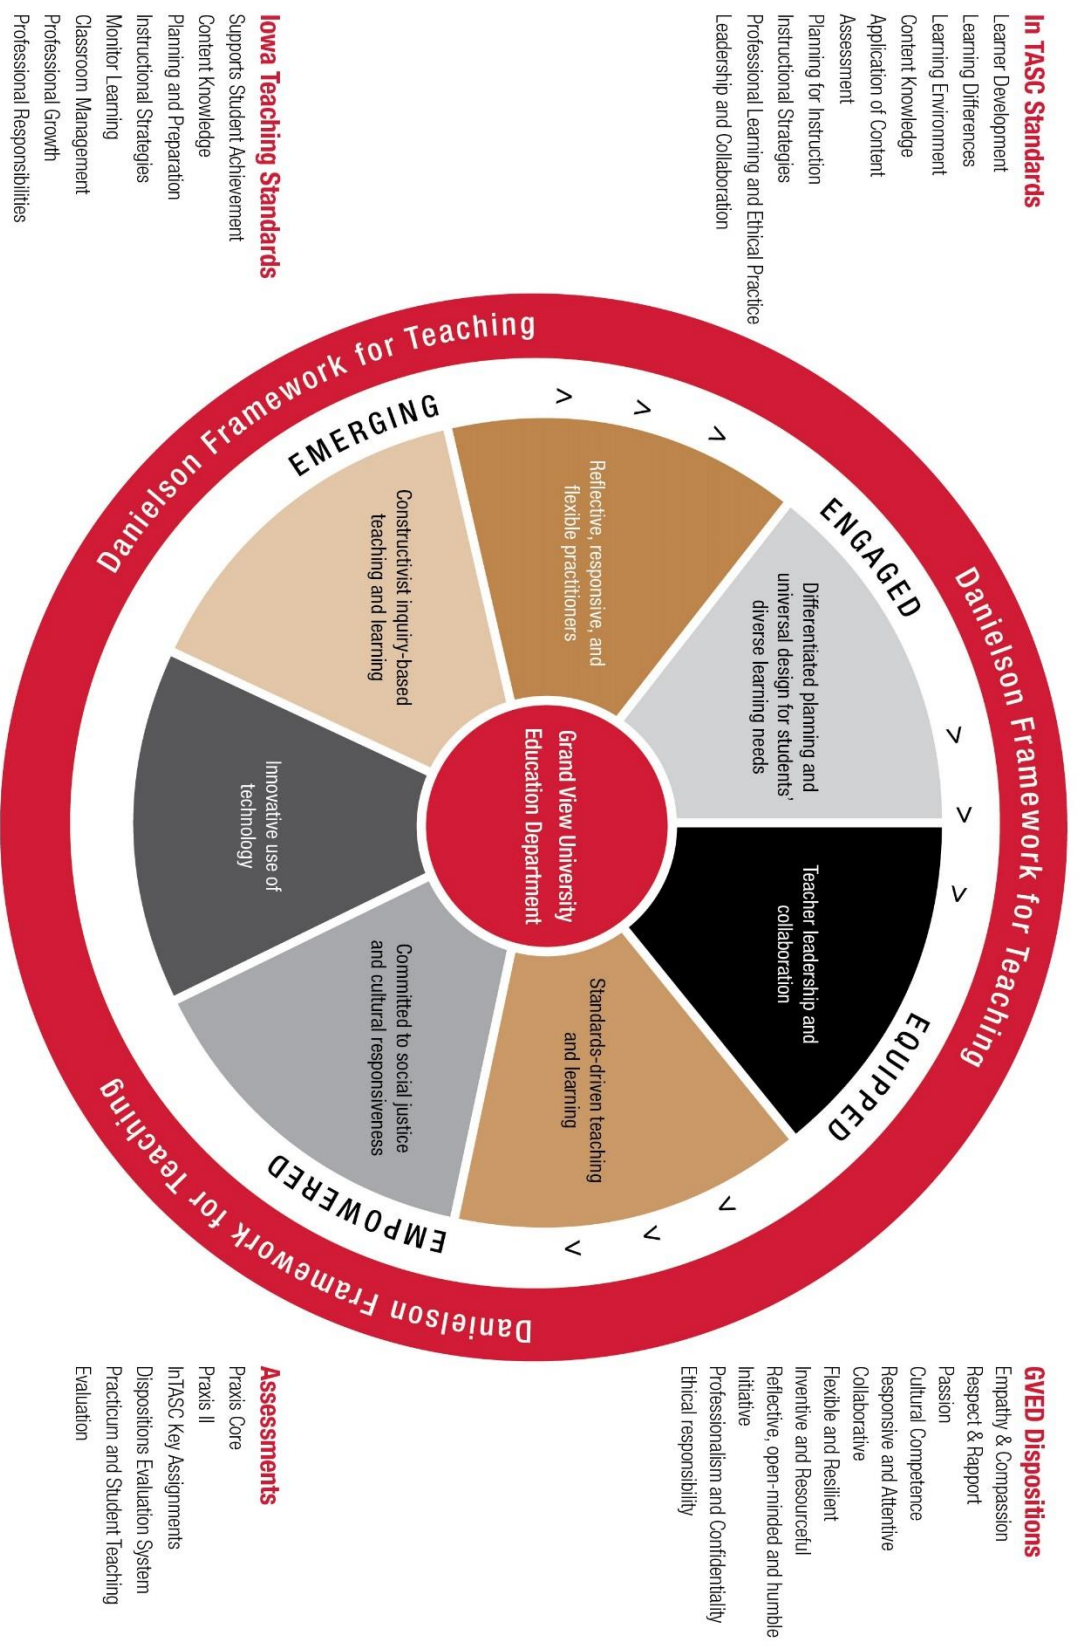 In TASC Standards
Learner Development
Learning Differences
Learning Environment
Content Knowledge
Application of Content
Assessment
Planning for Instruction
Instructional Strategies
Professional Learning and Ethical Practice
Leadership and Collaboration
GVED Dispositions
Empathy & Compassion
Respect & Rapport
Passion
Cultural Competence
Responsive and Attentive
Collaborative
Flexible and Resilient
Inventive and Resourceful
Reflective, open-minded and humble
Initiative
Professionalism and Confidentiality
Ethical responsibility
Danielson Framework for Teaching
ENGAGED
> > >
EQUIPPED
> > >
EMPOWERED
EMERGING
> > >
Differentiated planning and
universal design for students'
diverse learning needs
Teacher leadership and
collaboration
Reflective, responsive, and
flexible practitioners
Standards-driven teaching
and learning
Grand View University
Education Department
Constructivist inquiry-based
teaching and learning
Committed to social justice
and cultural responsiveness
Innovative use of
technology
Danielson Framework for Teaching
Danielson Framework for Teaching
Iowa Teaching Standards
Supports Student Achievement
Content Knowledge
Planning and Preparation
Instructional Strategies
Monitor Learning
Classroom Management
Professional Growth
Professional Responsibilities
Assessments
Praxis Core
Praxis II
InTASC Key Assignments
Dispositions Evaluation System
Practicum and Student Teaching
Evaluation